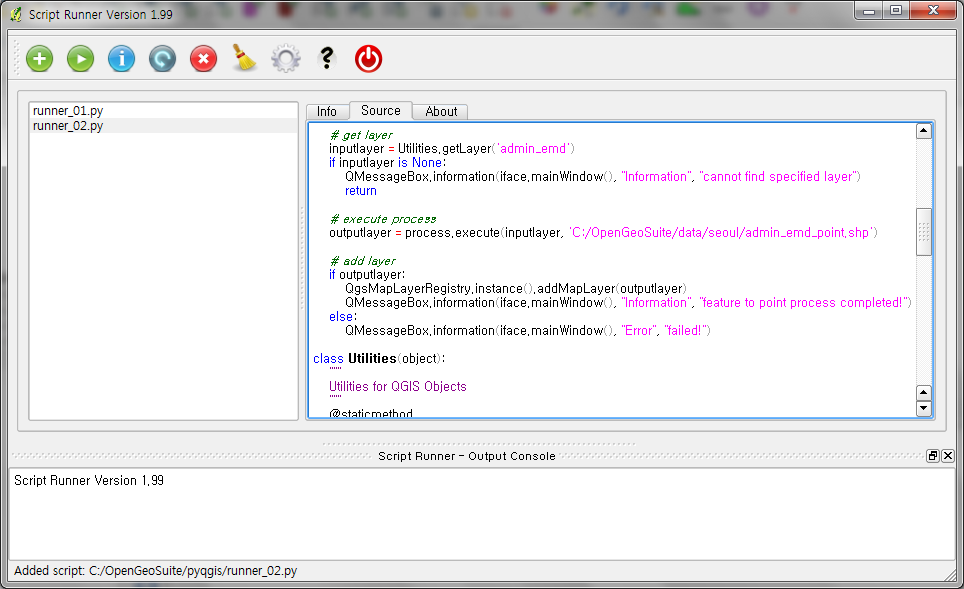 Script Runner Version 1.99
runner_01.py
runner_02.py
Info Source About
# get layer
inputlayer = Utilities.getLayer('admin_emd')
if inputlayer is None:
QMessageBox.information(iface.mainWindow(), "Information", "cannot find specified layer")
return
# execute process
outputlayer = process.execute(inputlayer, 'C:/OpenGeoSuite/data/seoul/admin_emd_point.shp')
# add layer
if outputlayer:
QgsMapLayerRegistry.instance().addMapLayer(outputlayer)
QMessageBox.information(iface.mainWindow(), "Information", "feature to point process completed!")
else:
QMessageBox.information(iface.mainWindow(), "Error", "failed!")
class Utilities(object):
"""
Utilities for QGIS Objects
"""
@staticmethod
Script Runner - Output Console
Script Runner Version 1.99
Added script: C:/OpenGeoSuite/pyqgis/runner_02.py